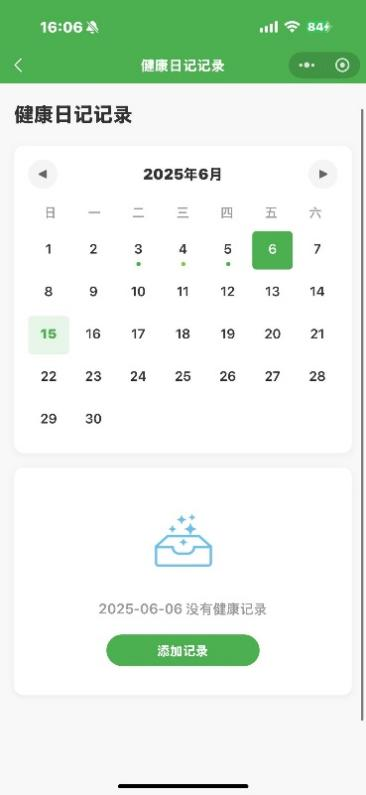 16:06
84
健康日记记录
健康日记记录
◀ 2025年6月 ▶
日 一 二 三 四 五 六
1 2 3 4 5 6 7
8 9 10 11 12 13 14
15 16 17 18 19 20 21
22 23 24 25 26 27 28
29 30
2025-06-06 没有健康记录
添加记录